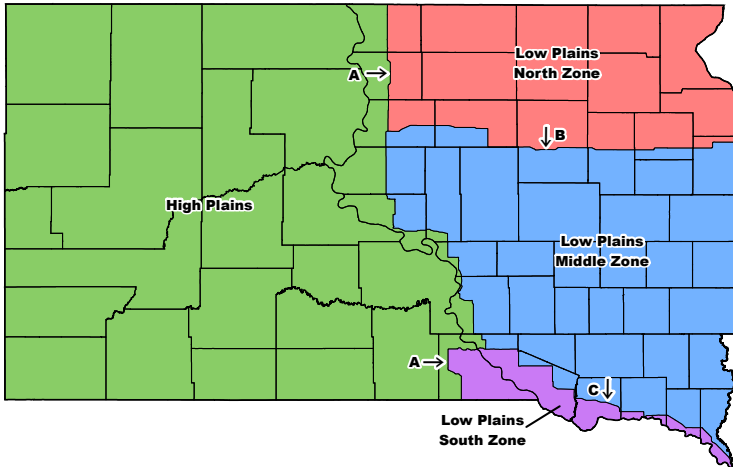 Low Plains
North Zone
A
B
High Plains
Low Plains
Middle Zone
A
C
Low Plains
South Zone